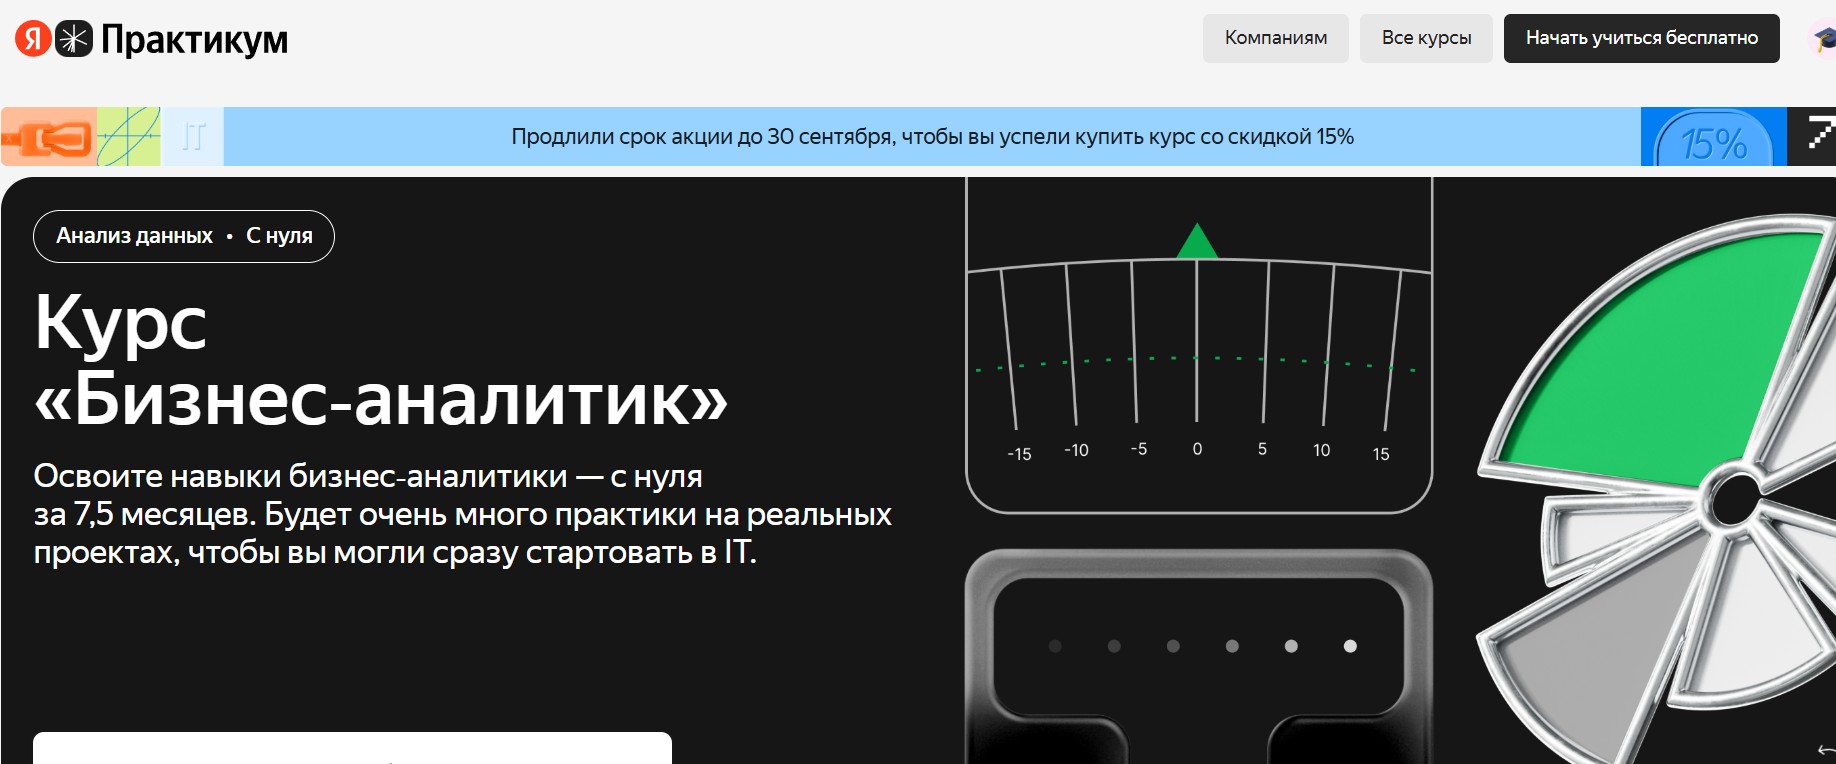 Я Практикум
Компаниям
Все курсы
Начать учиться бесплатно
IT
Продлили срок акции до 30 сентября, чтобы вы успели купить курс со скидкой 15%
15%
Анализ данных • С нуля
Курс
«Бизнес-аналитик»
Освоите навыки бизнес-аналитики — с нуля
за 7,5 месяцев. Будет очень много практики на реальных
проектах, чтобы вы могли сразу стартовать в IT.
-15 -10 -5 0 5 10 15